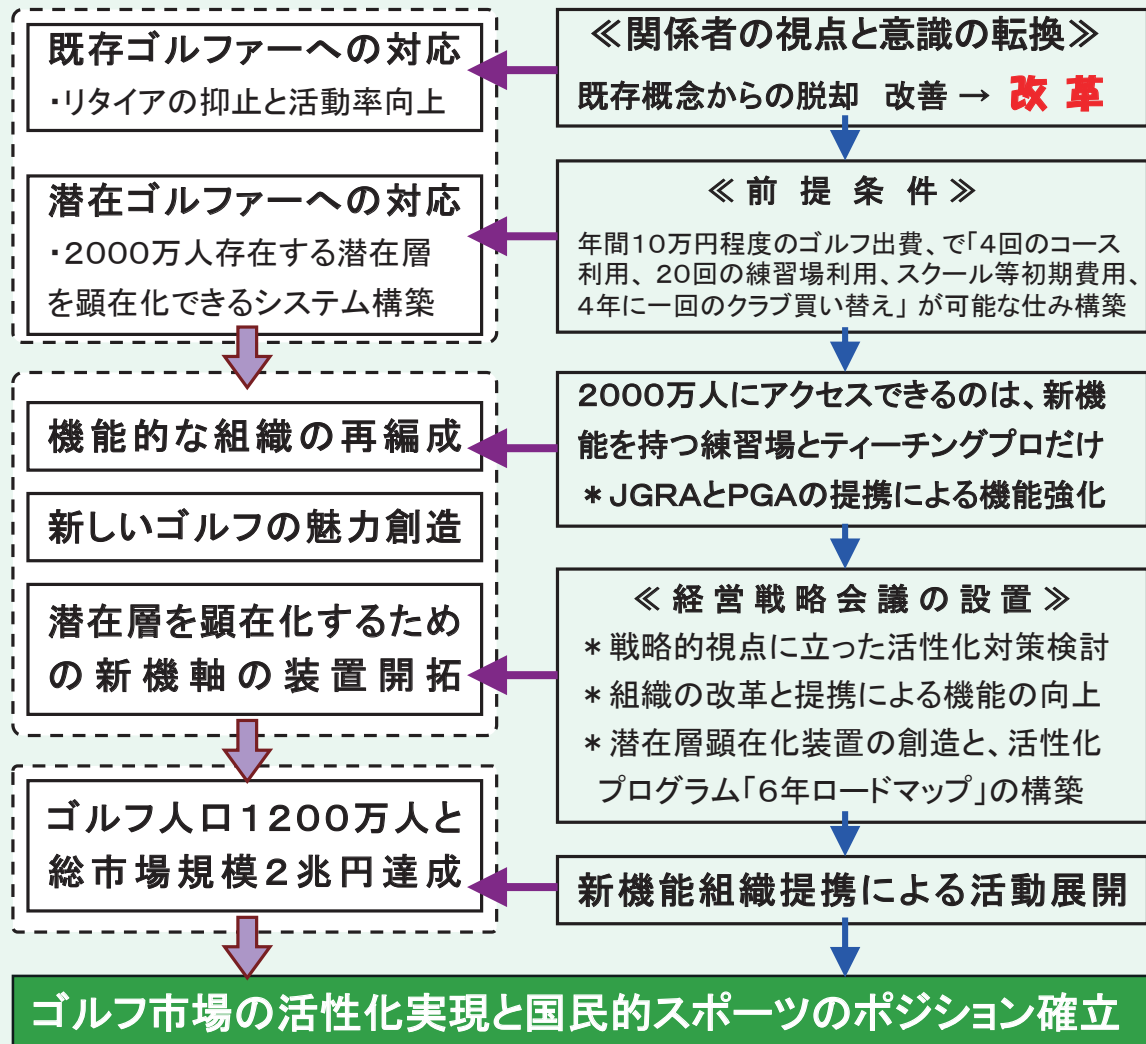 既存ゴルファーへの対応
・リタイアの抑止と活動率向上
潜在ゴルファーへの対応
・2000万人存在する潜在層
を顕在化できるシステム構築
機能的な組織の再編成
新しいゴルフの魅力創造
潜在層を顕在化するため
の新機軸の装置開拓
ゴルフ人口1200万人と
総市場規模2兆円達成
≪関係者の視点と意識の転換≫
既存概念からの脱却 改善 → 改革
≪前提条件≫
年間10万円程度のゴルフ出費、で「4回のコース
利用、20回の練習場利用、スクール等初期費用、
4年に一回のクラブ買い替え」が可能な仕み構築
2000万人にアクセスできるのは、新機
能を持つ練習場とティーチングプロだけ
＊JGRAとPGAの提携による機能強化
≪経営戦略会議の設置≫
＊戦略的視点に立った活性化対策検討
＊組織の改革と提携による機能の向上
＊潜在層顕在化装置の創造と、活性化
プログラム「6年ロードマップ」の構築
新機能組織提携による活動展開
ゴルフ市場の活性化実現と国民的スポーツのポジション確立